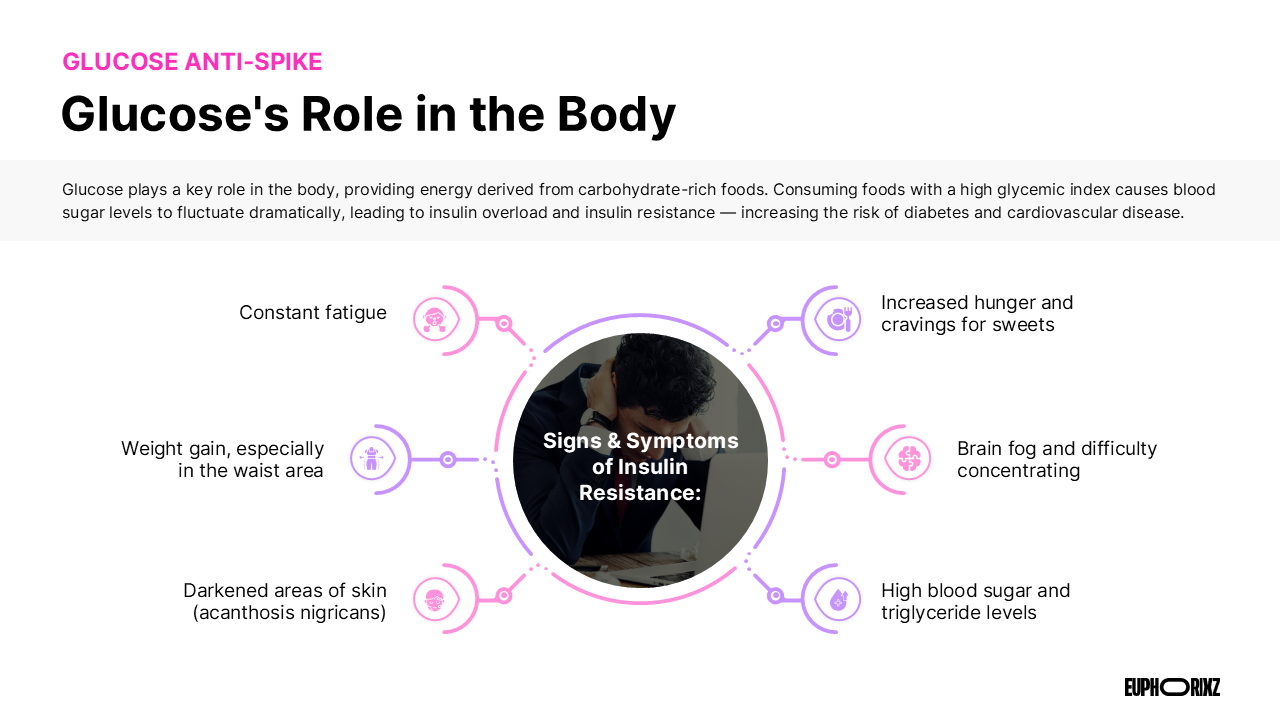 GLUCOSE ANTI-SPIKE
Glucose's Role in the Body
Glucose plays a key role in the body, providing energy derived from carbohydrate-rich foods. Consuming foods with a high glycemic index causes blood
sugar levels to fluctuate dramatically, leading to insulin overload and insulin resistance — increasing the risk of diabetes and cardiovascular disease.
Constant fatigue
Increased hunger and
cravings for sweets
Signs & Symptoms
of Insulin
Resistance:
Weight gain, especially
in the waist area
Brain fog and difficulty
concentrating
Darkened areas of skin
(acanthosis nigricans)
High blood sugar and
triglyceride levels
EUPHORIXZ